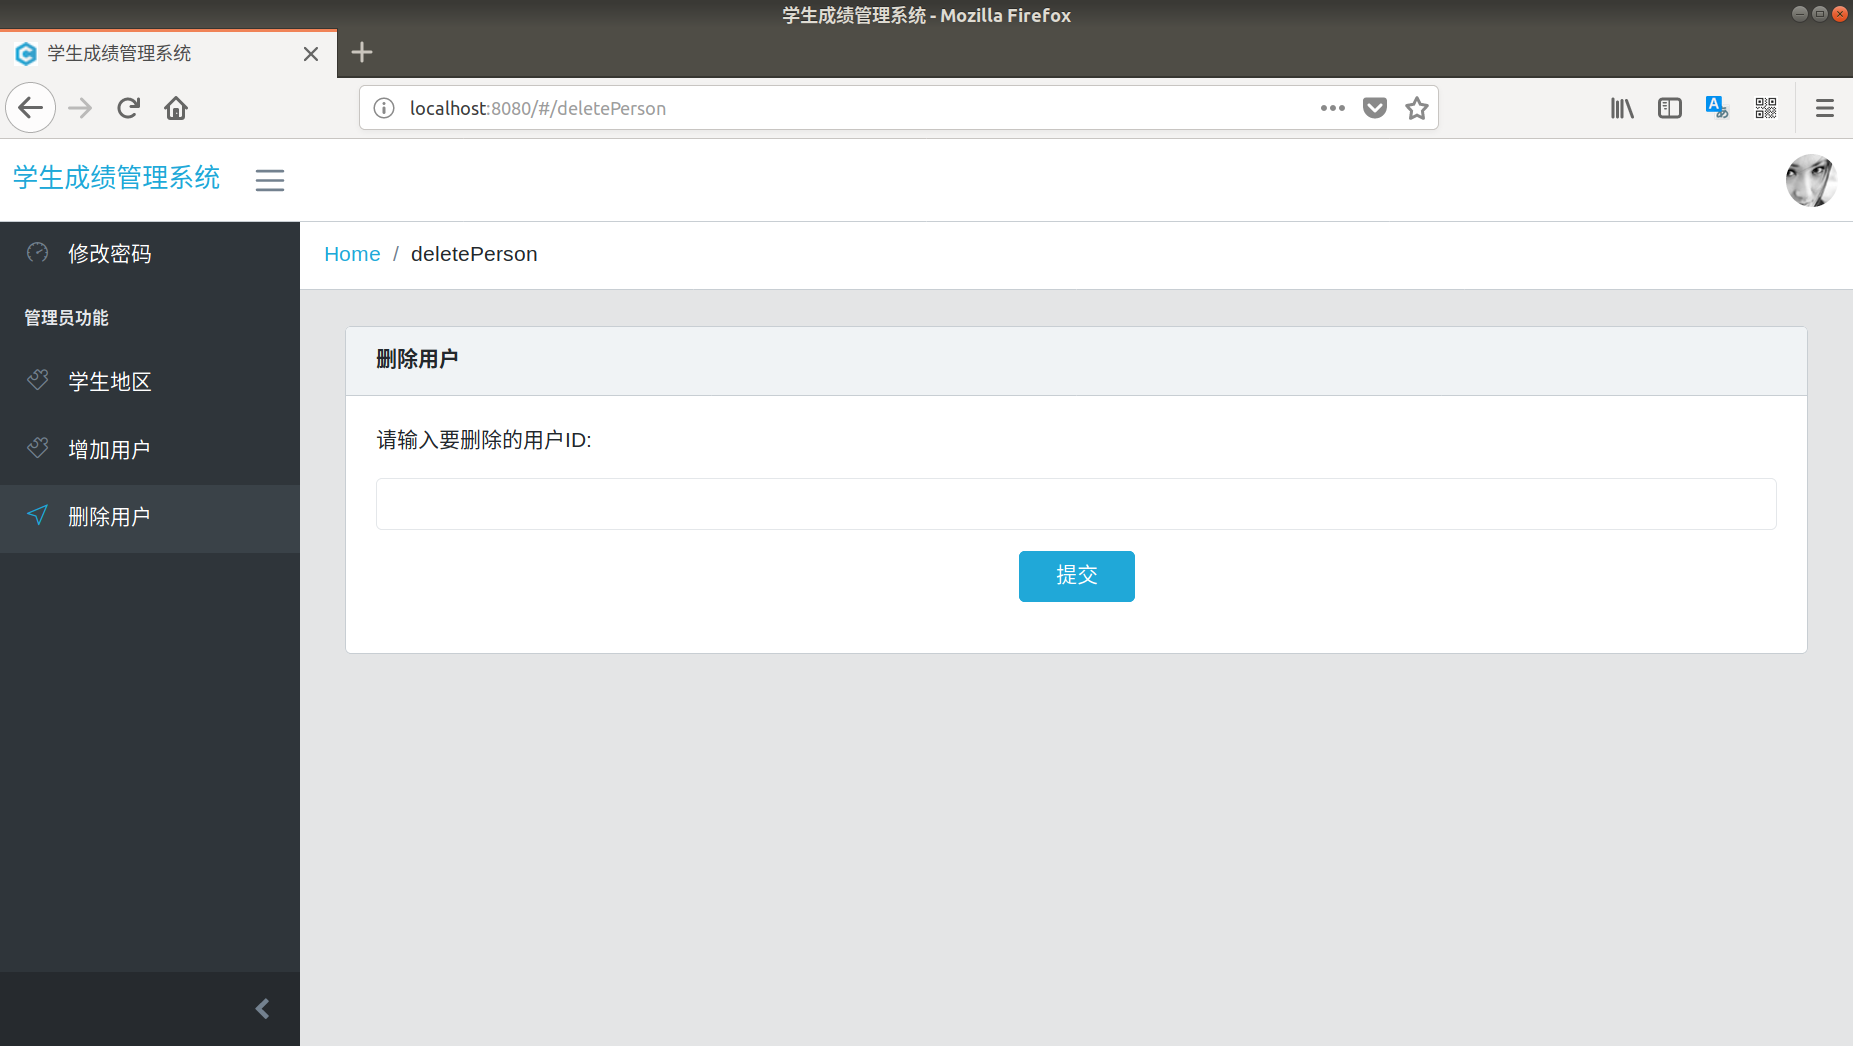 学生成绩管理系统 - Mozilla Firefox
学生成绩管理系统
localhost:8080/#/deletePerson
学生成绩管理系统
修改密码
管理员功能
学生地区
增加用户
删除用户
Home / deletePerson
删除用户
请输入要删除的用户ID:
提交